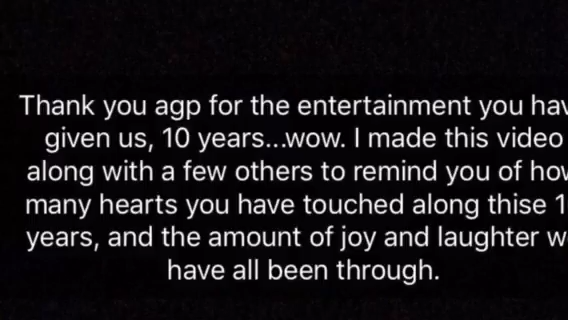 Thank you agp for the entertainment you hav
given us, 10 years...wow. I made this video
along with a few others to remind you of how
many hearts you have touched along thise 1
years, and the amount of joy and laughter w
have all been through.